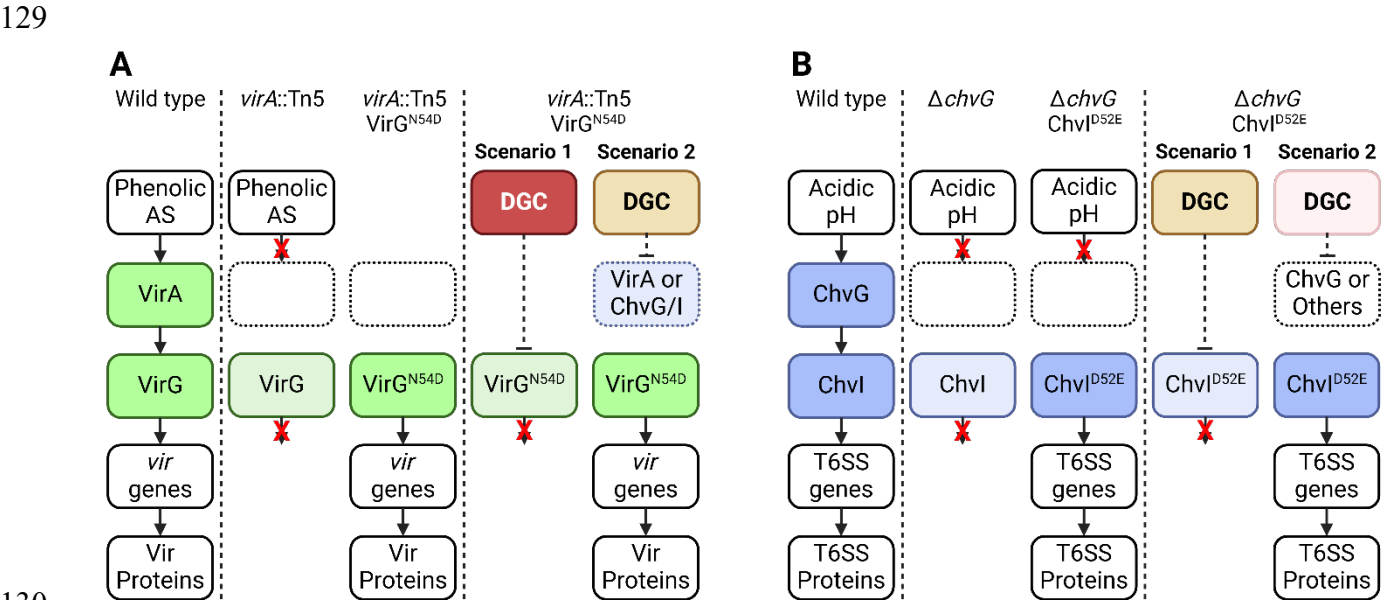 129
A
Wild type
virA::Tn5
virA::Tn5
VirG^N54D
virA::Tn5
VirG^N54D
Scenario 1
Scenario 2
Phenolic
AS
Phenolic
AS
DGC
DGC
VirA
VirA or
ChvG/I
VirG
VirG
VirG^N54D
VirG^N54D
VirG^N54D
vir
genes
vir
genes
vir
genes
Vir
Proteins
Vir
Proteins
Vir
Proteins
B
Wild type
ΔchvG
ΔchvG
ChvI^D52E
ΔchvG
ChvI^D52E
Scenario 1
Scenario 2
Acidic
pH
Acidic
pH
Acidic
pH
DGC
DGC
ChvG
ChvG or
Others
ChvI
ChvI
ChvI^D52E
ChvI^D52E
ChvI^D52E
T6SS
genes
T6SS
genes
T6SS
genes
T6SS
Proteins
T6SS
Proteins
T6SS
Proteins